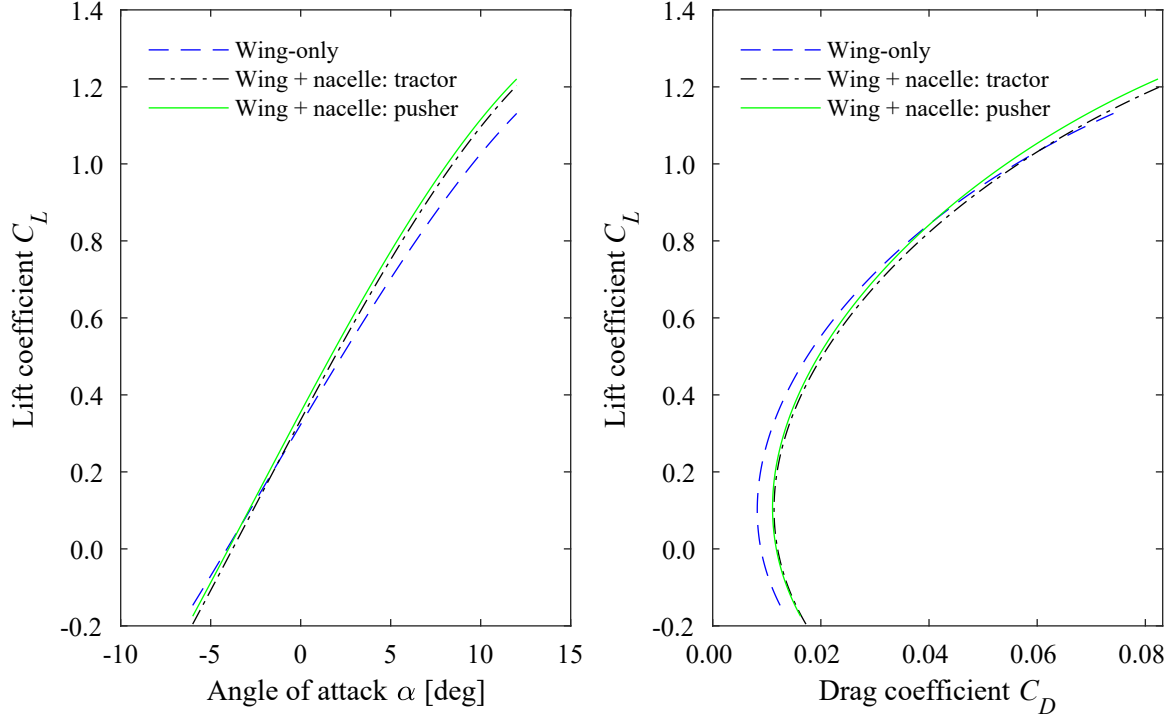 1.4
1.2
1.0
0.8
0.6
0.4
0.2
0.0
-0.2
-10
-5
0
5
10
15
Lift coefficient C_L
Angle of attack α [deg]
Wing-only
Wing + nacelle: tractor
Wing + nacelle: pusher
1.4
1.2
1.0
0.8
0.6
0.4
0.2
0.0
-0.2
0.00
0.02
0.04
0.06
0.08
Lift coefficient C_L
Drag coefficient C_D
Wing-only
Wing + nacelle: tractor
Wing + nacelle: pusher